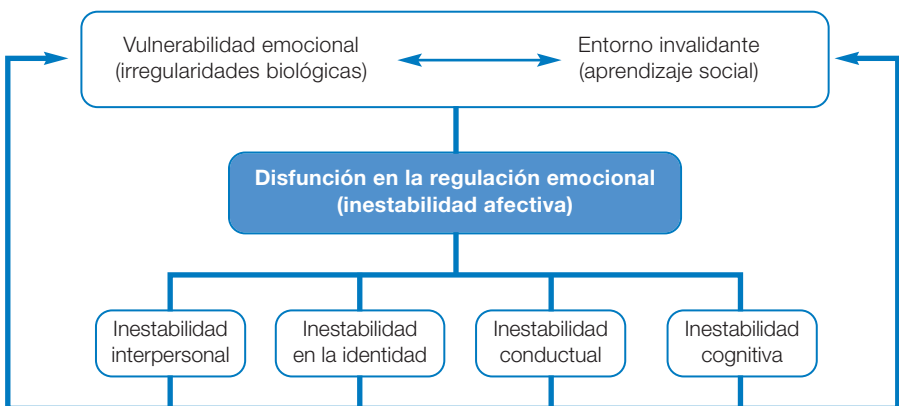 Vulnerabilidad emocional
(irregularidades biológicas)
Entorno invalidante
(aprendizaje social)
Disfunción en la regulación emocional
(inestabilidad afectiva)
Inestabilidad
interpersonal
Inestabilidad
en la identidad
Inestabilidad
conductual
Inestabilidad
cognitiva